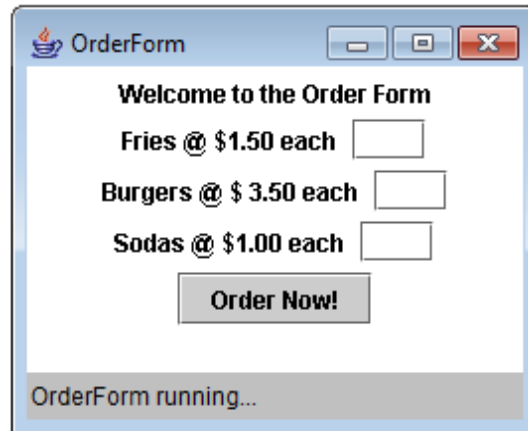 OrderForm
Welcome to the Order Form
Fries @ $1.50 each
Burgers @ $ 3.50 each
Sodas @ $1.00 each
Order Now!
OrderForm running...